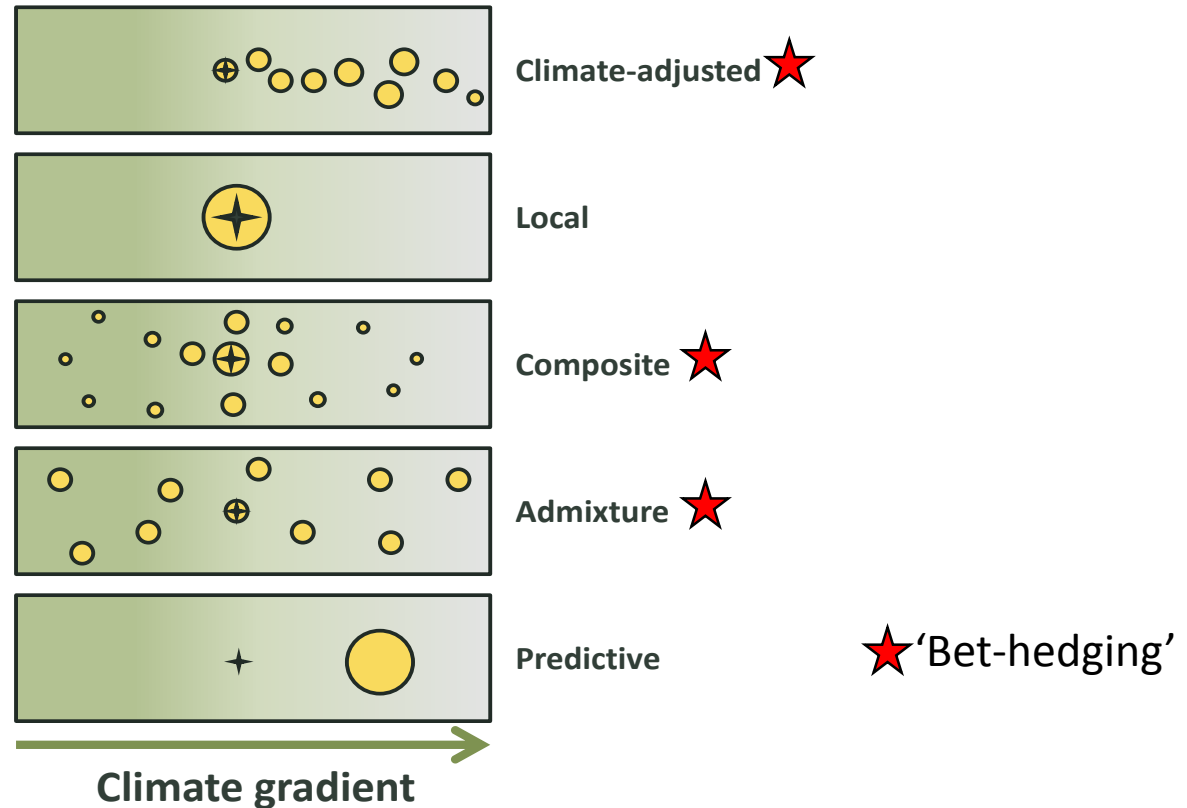 Climate-adjusted
Local
Composite
Admixture
Predictive
‘Bet-hedging’
Climate gradient